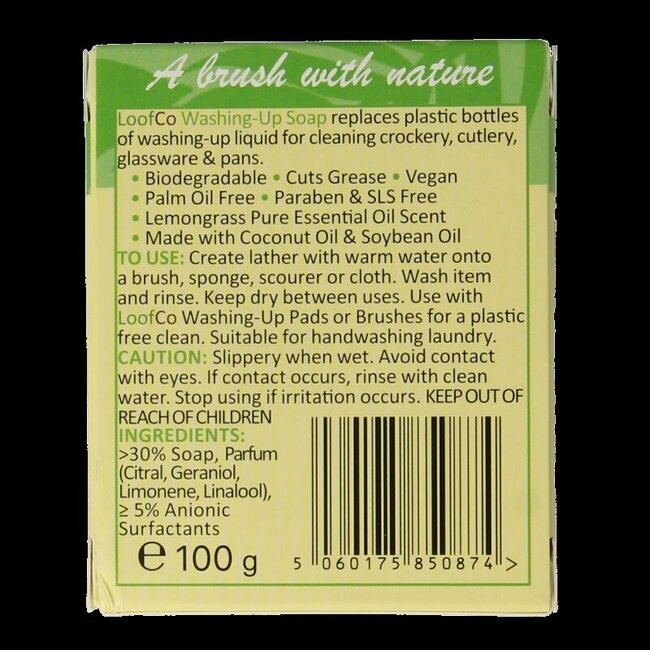 A brush with nature
LoofCo Washing-Up Soap replaces plastic bottles
of washing-up liquid for cleaning crockery, cutlery,
glassware & pans.
• Biodegradable • Cuts Grease • Vegan
• Palm Oil Free • Paraben & SLS Free
• Lemongrass Pure Essential Oil Scent
• Made with Coconut Oil & Soybean Oil
TO USE: Create lather with warm water onto
a brush, sponge, scourer or cloth. Wash item
and rinse. Keep dry between uses. Use with
LoofCo Washing-Up Pads or Brushes for a plastic
free clean. Suitable for handwashing laundry.
CAUTION: Slippery when wet. Avoid contact
with eyes. If contact occurs, rinse with clean
water. Stop using if irritation occurs. KEEP OUT OF
REACH OF CHILDREN
INGREDIENTS:
>30% Soap, Parfum
(Citral, Geraniol,
Limonene, Linalool),
≥ 5% Anionic
Surfactants
℮ 100 g
5 060175 850874 >